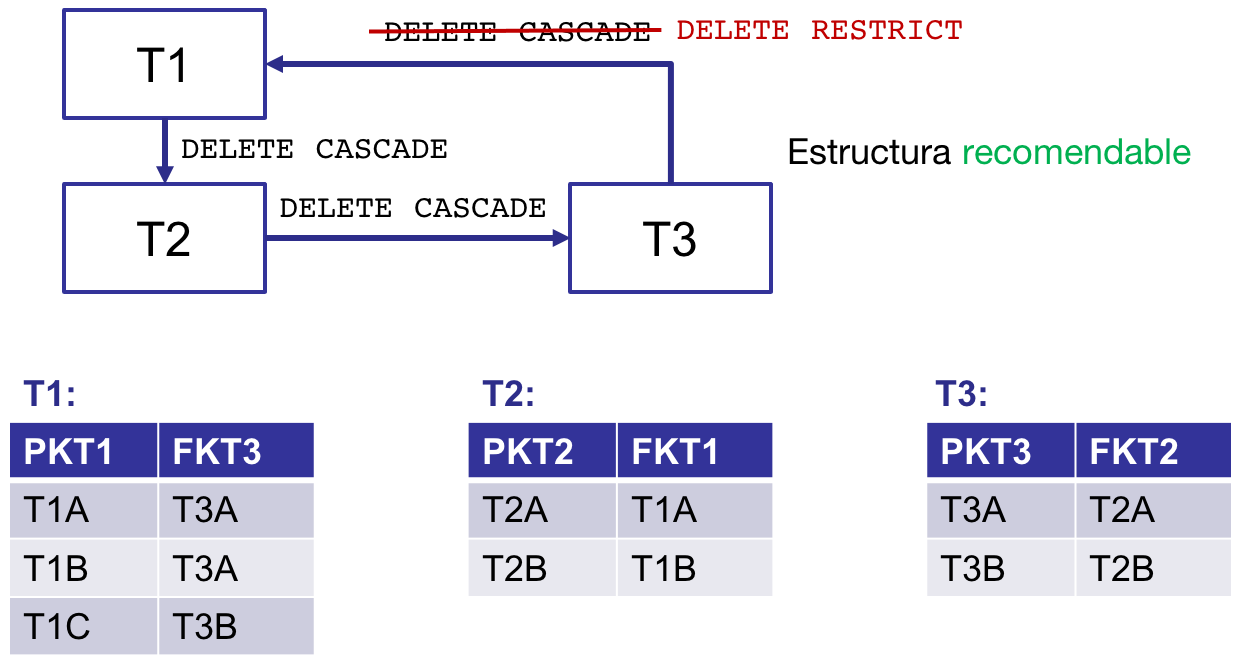 DELETE CASCADE DELETE RESTRICT
T1
DELETE CASCADE
Estructura recomendable
DELETE CASCADE
T2
T3
T1:
PKT1 FKT3
T1A T3A
T1B T3A
T1C T3B
T2:
PKT2 FKT1
T2A T1A
T2B T1B
T3:
PKT3 FKT2
T3A T2A
T3B T2B